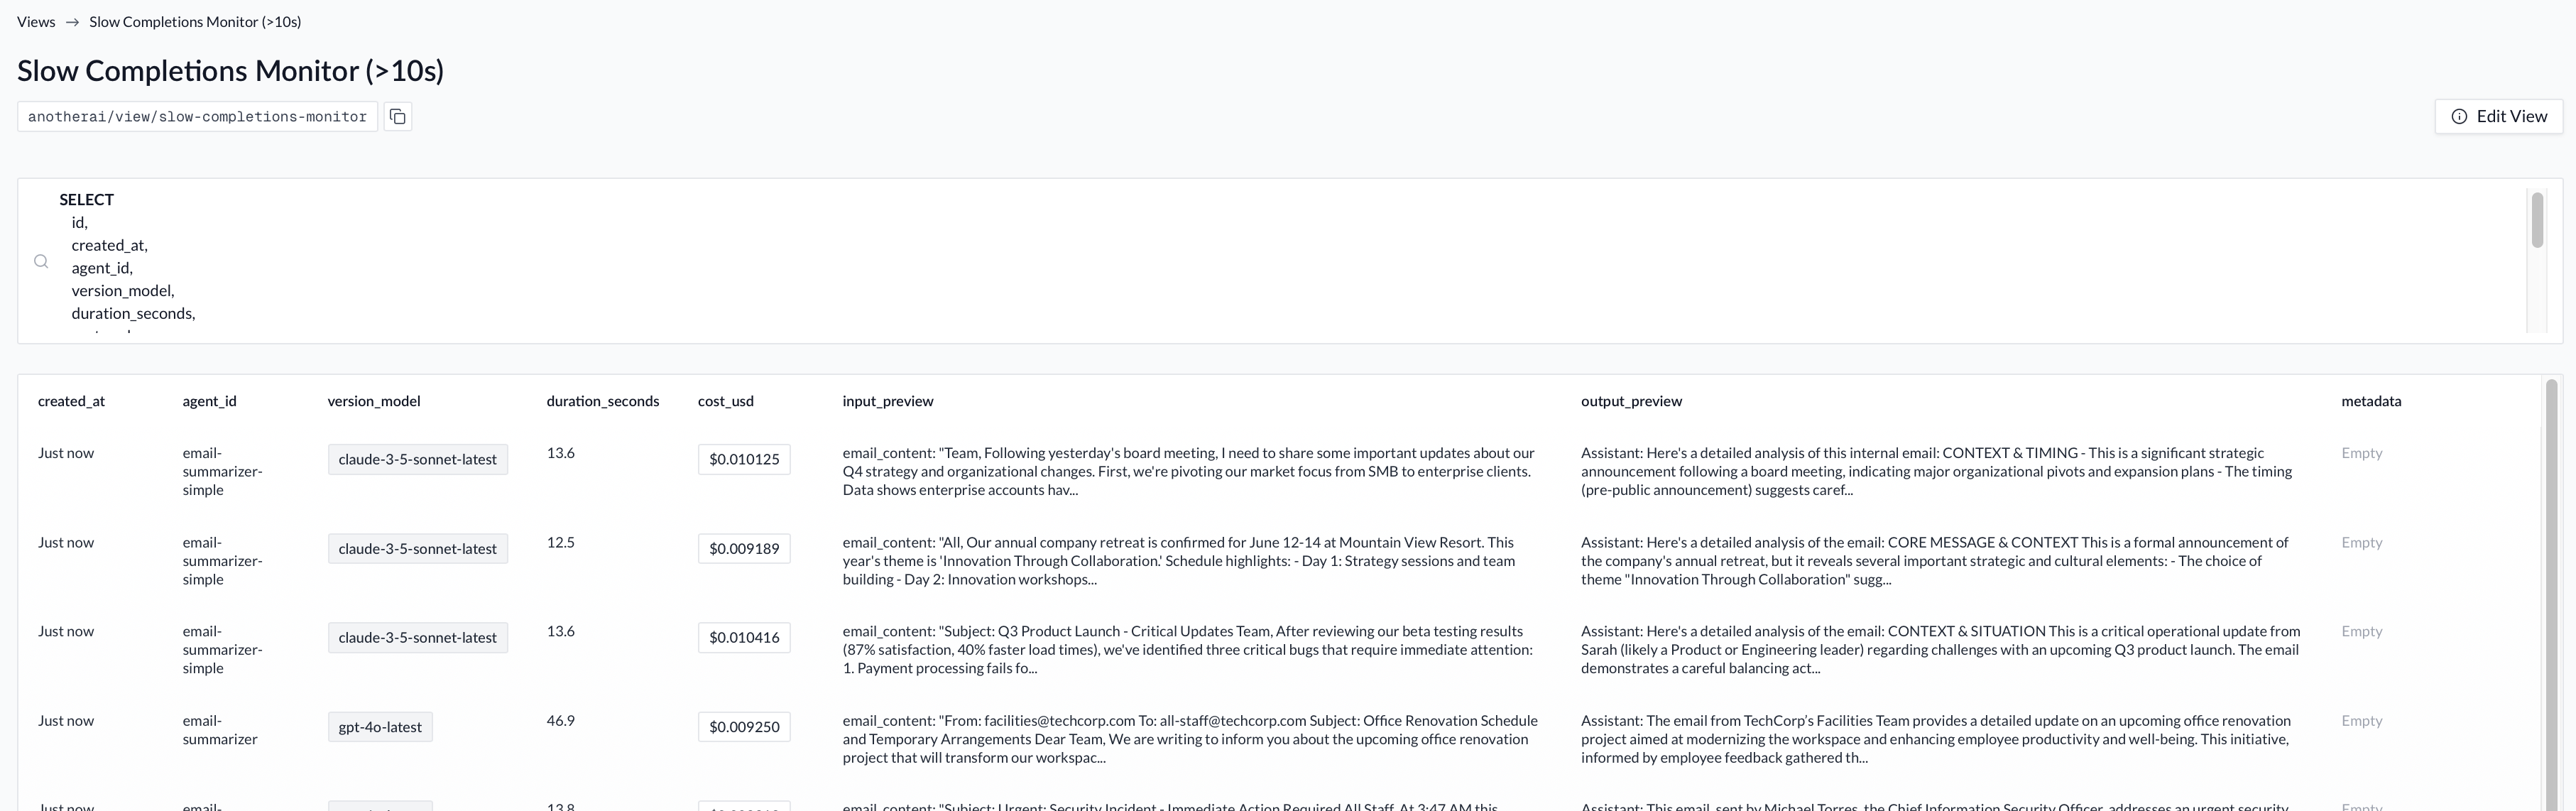 Views → Slow Completions Monitor (>10s)
Slow Completions Monitor (>10s)
anotherai/view/slow-completions-monitor
Edit View
SELECT
id,
created_at,
agent_id,
version_model,
duration_seconds,
created_at agent_id version_model duration_seconds cost_usd input_preview output_preview metadata
Just now
email-
summarizer-
simple
claude-3-5-sonnet-latest
13.6
$0.010125
email_content: "Team, Following yesterday's board meeting, I need to share some important updates about our
Q4 strategy and organizational changes. First, we're pivoting our market focus from SMB to enterprise clients.
Data shows enterprise accounts hav...
Assistant: Here's a detailed analysis of this internal email: CONTEXT & TIMING - This is a significant strategic
announcement following a board meeting, indicating major organizational pivots and expansion plans - The timing
(pre-public announcement) suggests caref...
Empty
Just now
email-
summarizer-
simple
claude-3-5-sonnet-latest
12.5
$0.009189
email_content: "All, Our annual company retreat is confirmed for June 12-14 at Mountain View Resort. This
year's theme is 'Innovation Through Collaboration.' Schedule highlights: - Day 1: Strategy sessions and team
building - Day 2: Innovation workshops...
Assistant: Here's a detailed analysis of the email: CORE MESSAGE & CONTEXT This is a formal announcement of
the company's annual retreat, but it reveals several important strategic and cultural elements: - The choice of
theme "Innovation Through Collaboration" sugg...
Empty
Just now
email-
summarizer-
simple
claude-3-5-sonnet-latest
13.6
$0.010416
email_content: "Subject: Q3 Product Launch - Critical Updates Team, After reviewing our beta testing results
(87% satisfaction, 40% faster load times), we've identified three critical bugs that require immediate attention:
1. Payment processing fails fo...
Assistant: Here's a detailed analysis of the email: CONTEXT & SITUATION This is a critical operational update from
Sarah (likely a Product or Engineering leader) regarding challenges with an upcoming Q3 product launch. The email
demonstrates a careful balancing act...
Empty
Just now
email-
summarizer
gpt-4o-latest
46.9
$0.009250
email_content: "From: facilities@techcorp.com To: all-staff@techcorp.com Subject: Office Renovation Schedule
and Temporary Arrangements Dear Team, We are writing to inform you about the upcoming office renovation
project that will transform our workspac...
Assistant: The email from TechCorp's Facilities Team provides a detailed update on an upcoming office renovation
project aimed at modernizing the workspace and enhancing employee productivity and well-being. This initiative,
informed by employee feedback gathered th...
Empty
Just now
email-
13.8
email_content: "Subject: Urgent: Security Incident - Immediate Action Required All Staff, At 3:47 AM this
Assistant: This email, sent by Michael Torres, the Chief Information Security Officer, addresses an urgent security
Empty